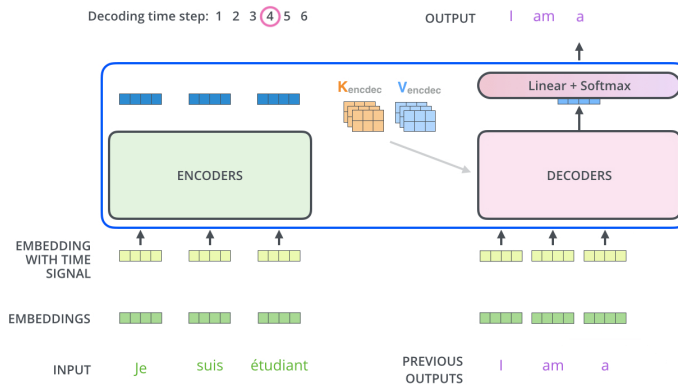 Decoding time step: 1 2 3 4 5 6
OUTPUT I am a
Kencdec Vencdec
Linear + Softmax
ENCODERS
DECODERS
EMBEDDING
WITH TIME
SIGNAL
EMBEDDINGS
INPUT Je suis étudiant
PREVIOUS
OUTPUTS
I am a